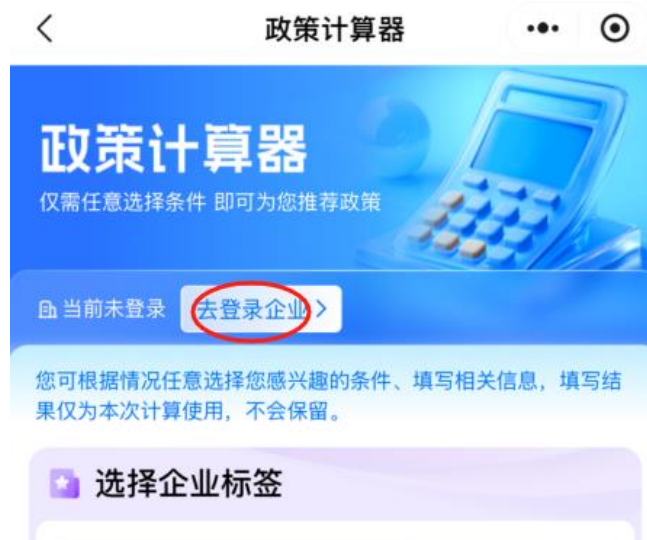 政策计算器
政策计算器
仅需任意选择条件 即可为您推荐政策
当前未登录 去登录企业
您可根据情况任意选择您感兴趣的条件、填写相关信息，填写结
果仅为本次计算使用，不会保留。
选择企业标签